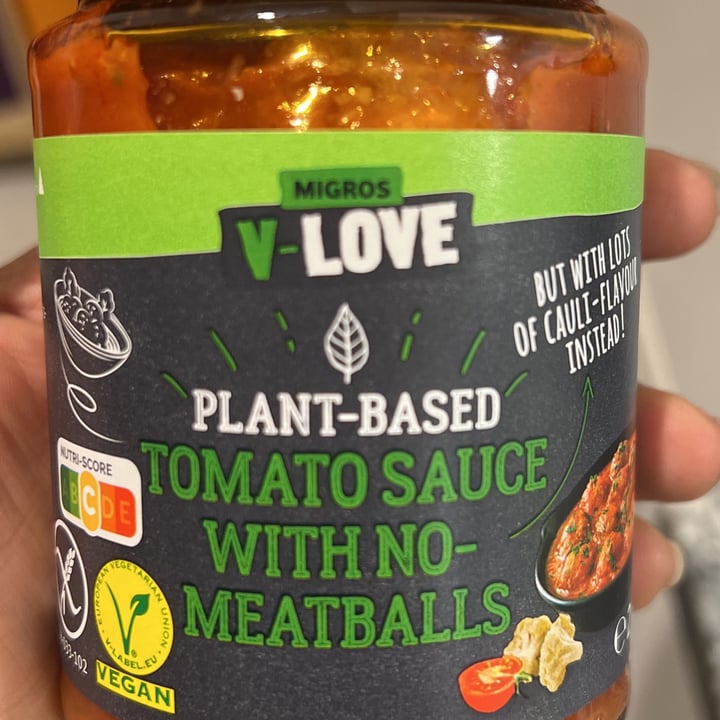 MIGROS
V-LOVE
BUT WITH LOTS
OF CAULI-FLAVOUR
INSTEAD!
PLANT-BASED
TOMATO SAUCE
WITH NO-
MEATBALLS
NUTRI-SCORE
A B C D E
EUROPEAN VEGETARIAN UNION
V-LABEL.EU
VEGAN
e